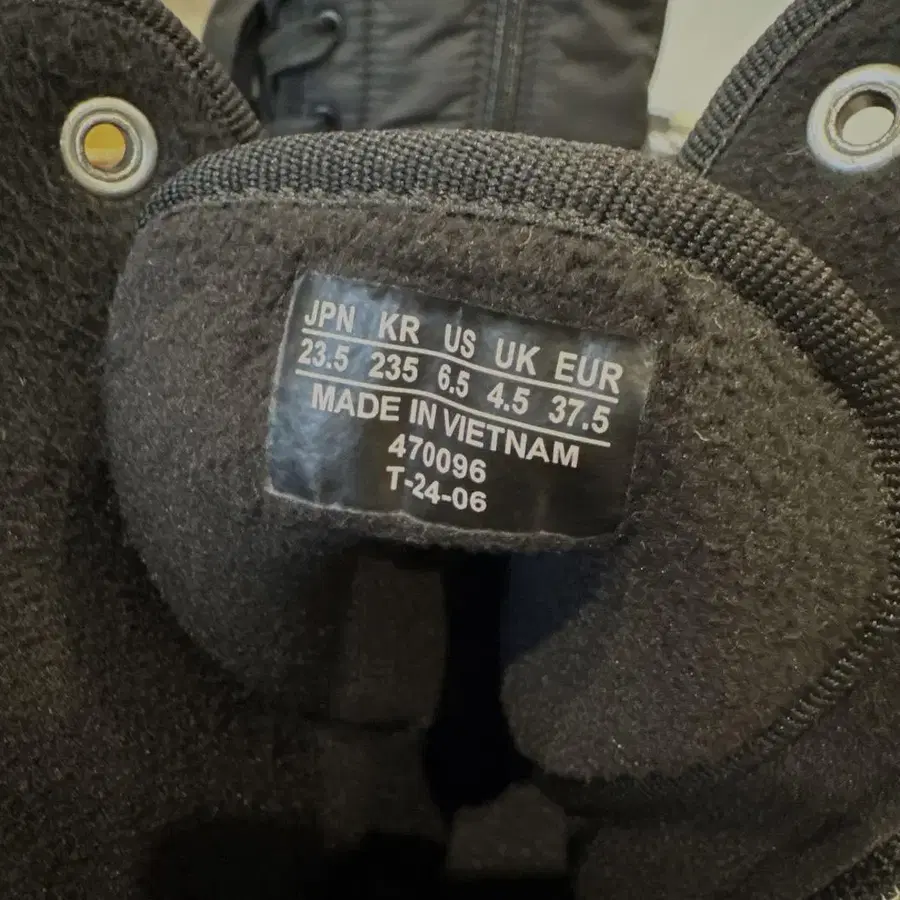 JPN KR US UK EUR
23.5 235 6.5 4.5 37.5
MADE IN VIETNAM
470096
T-24-06